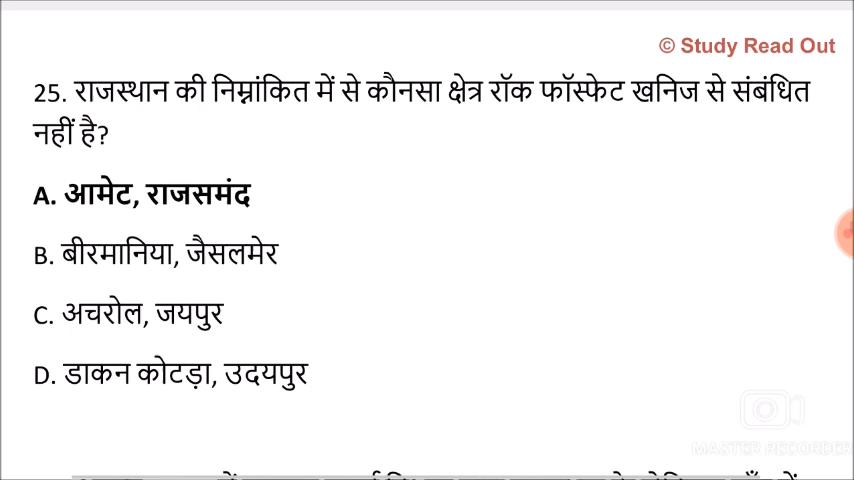 © Study Read Out
25. राजस्थान की निम्नांकित में से कौनसा क्षेत्र रॉक फॉस्फेट खनिज से संबंधित
नहीं है?
A. आमेट, राजसमंद
B. बीरमानिया, जैसलमेर
C. अचरोल, जयपुर
D. डाकन कोटड़ा, उदयपुर
MASTER RECORDER